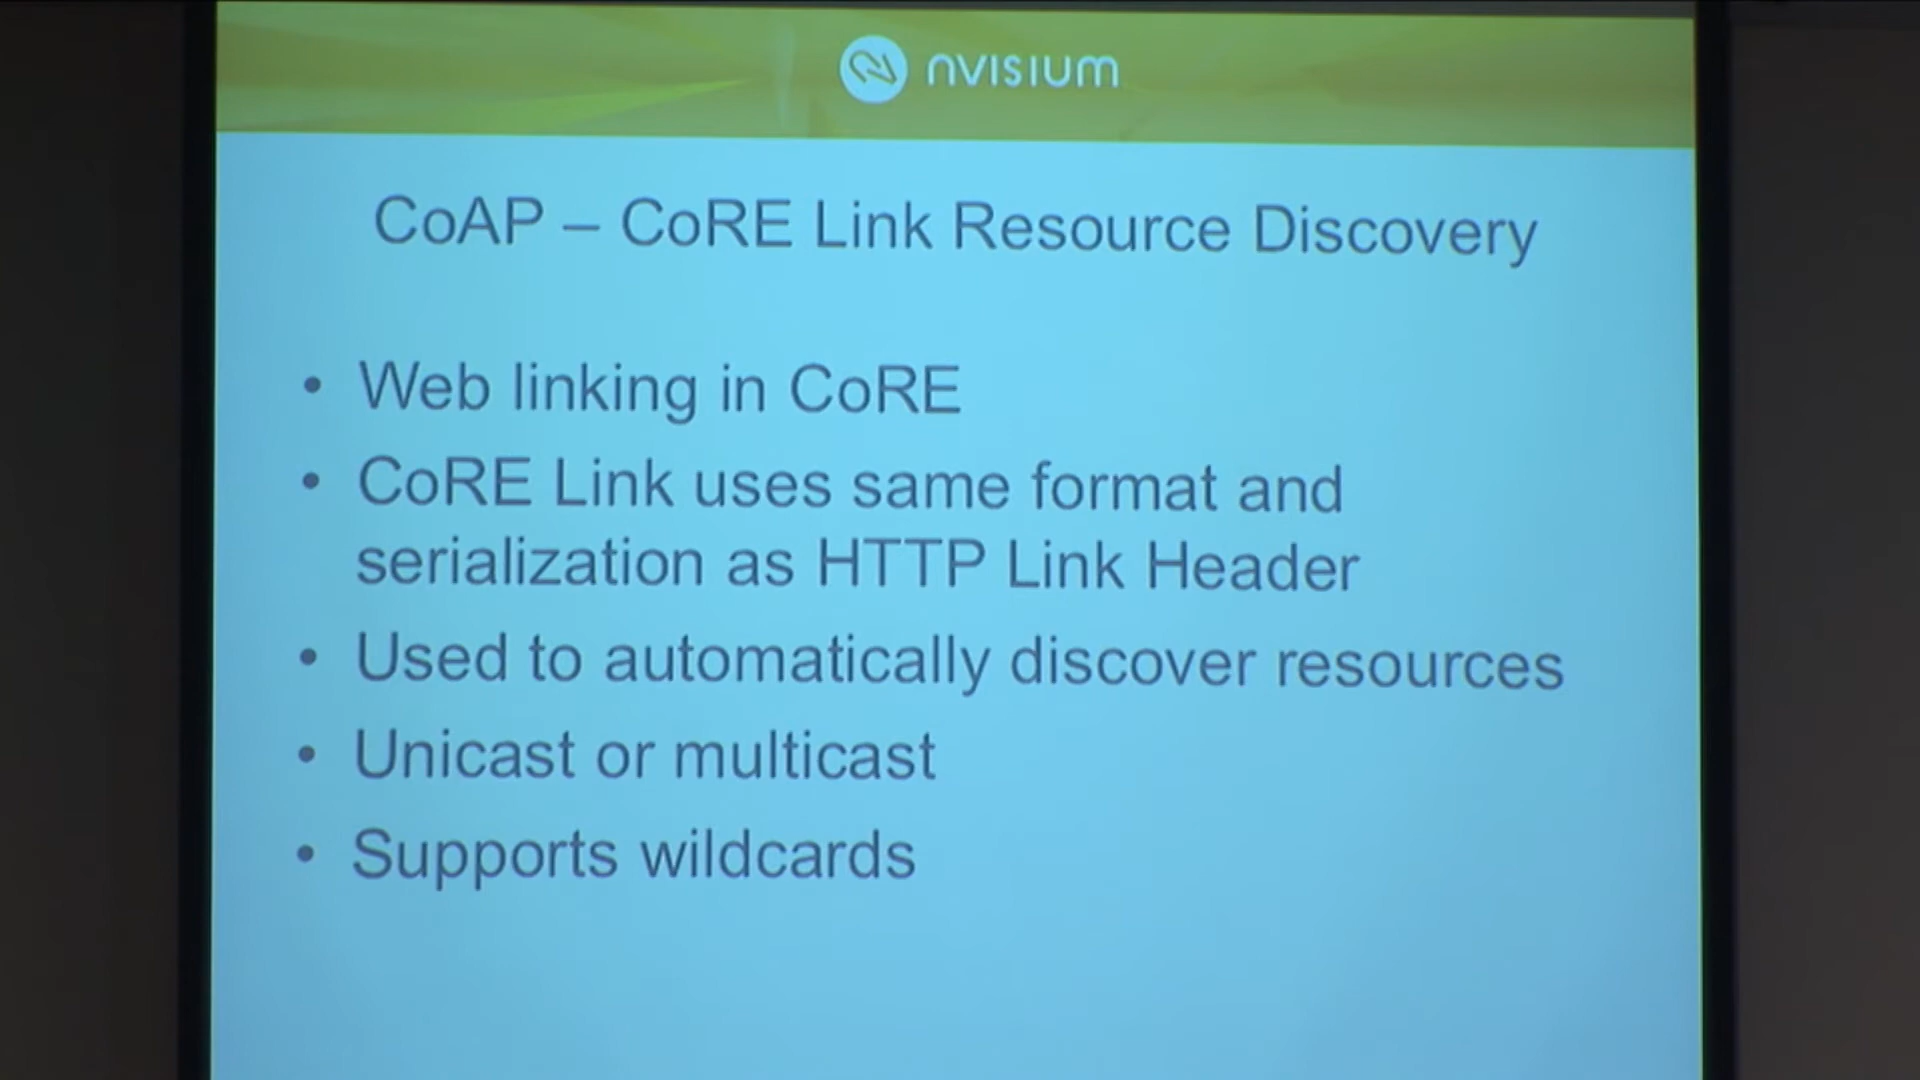 nVISIUM
CoAP – CoRE Link Resource Discovery
• Web linking in CoRE
• CoRE Link uses same format and
serialization as HTTP Link Header
• Used to automatically discover resources
• Unicast or multicast
• Supports wildcards